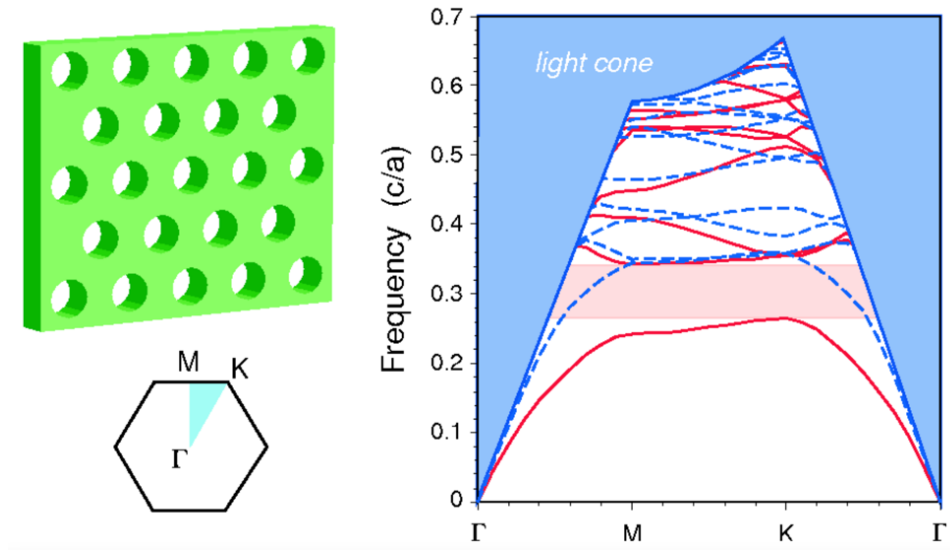 M
K
Γ
Frequency (c/a)
0.7
0.6
0.5
0.4
0.3
0.2
0.1
0
light cone
Γ
M
K
Γ